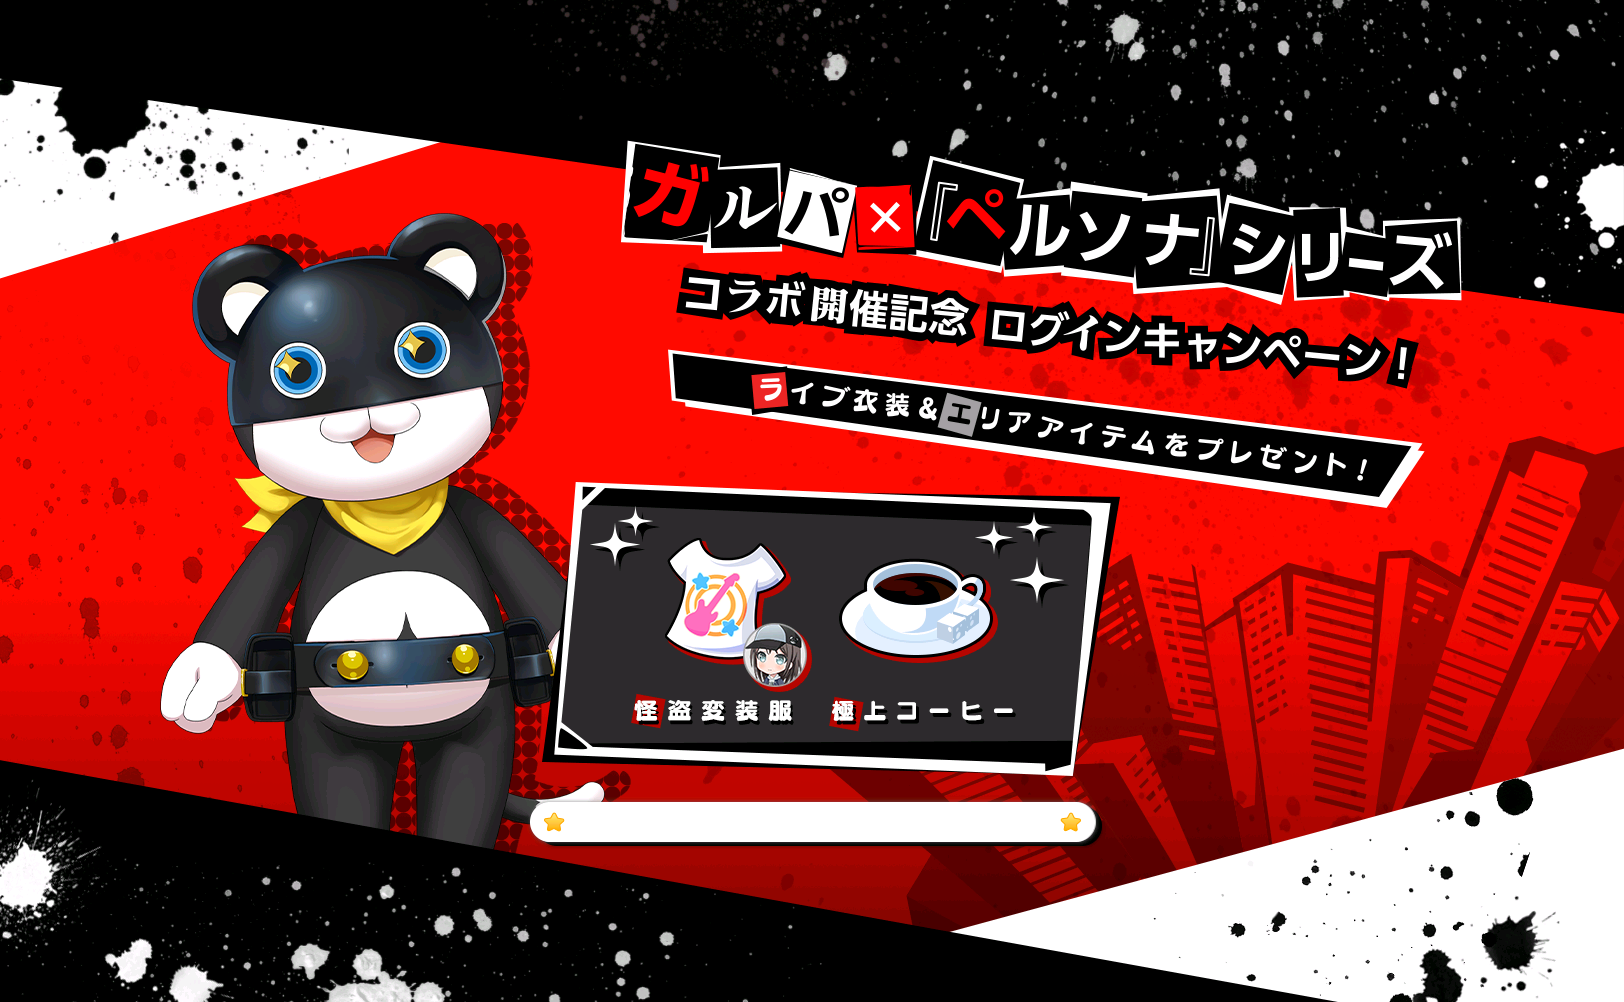 ガルパ×『ペルソナ』シリーズ
コラボ開催記念 ログインキャンペーン!
ライブ衣装&エリアアイテムをプレゼント!
怪盗変装服
極上コーヒー